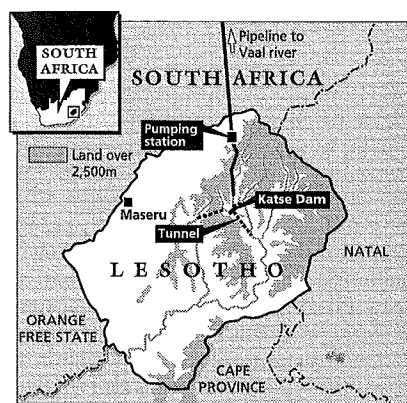 Pipeline to
Vaal river
SOUTH
AFRICA
SOUTH AFRICA
Pumping
station
Land over
2,500m
Katse Dam
Maseru
Tunnel
NATAL
LESOTHO
ORANGE
FREE STATE
CAPE
PROVINCE